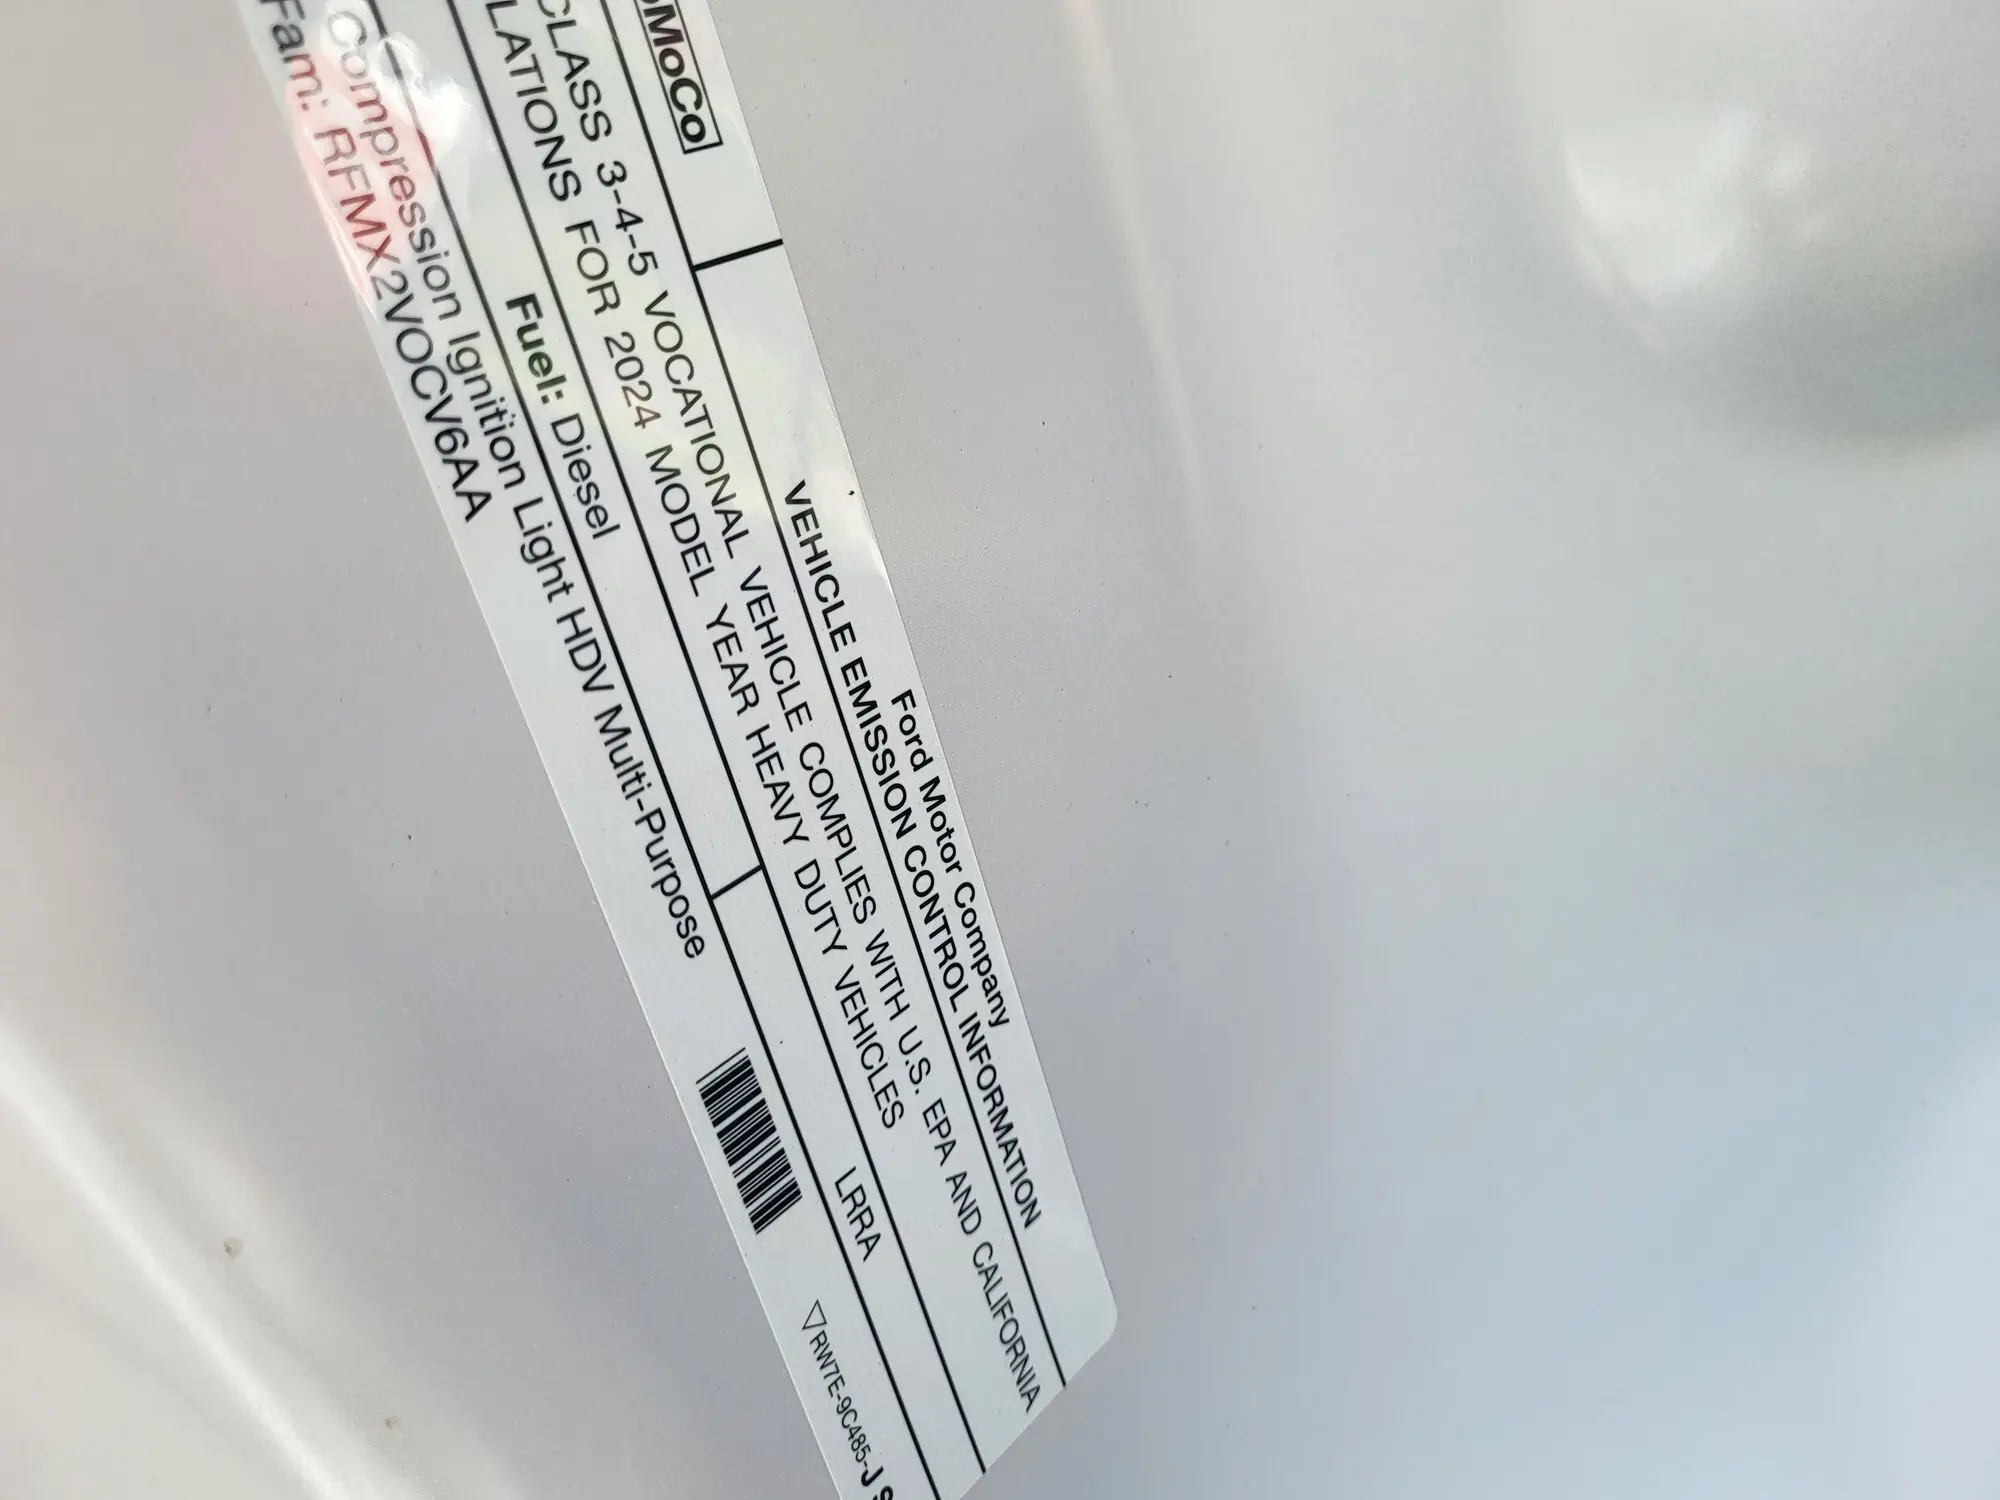 OMoCo
Ford Motor Company
VEHICLE EMISSION CONTROL INFORMATION
CLASS 3-4-5 VOCATIONAL VEHICLE COMPLIES WITH U.S. EPA AND CALIFORNIA
LATIONS FOR 2024 MODEL YEAR HEAVY DUTY VEHICLES
Fuel: Diesel
LRRA
Compression Ignition Light HDV Multi-Purpose
Fam: RFMX2VOCV6AA
RW7E-9C485-J